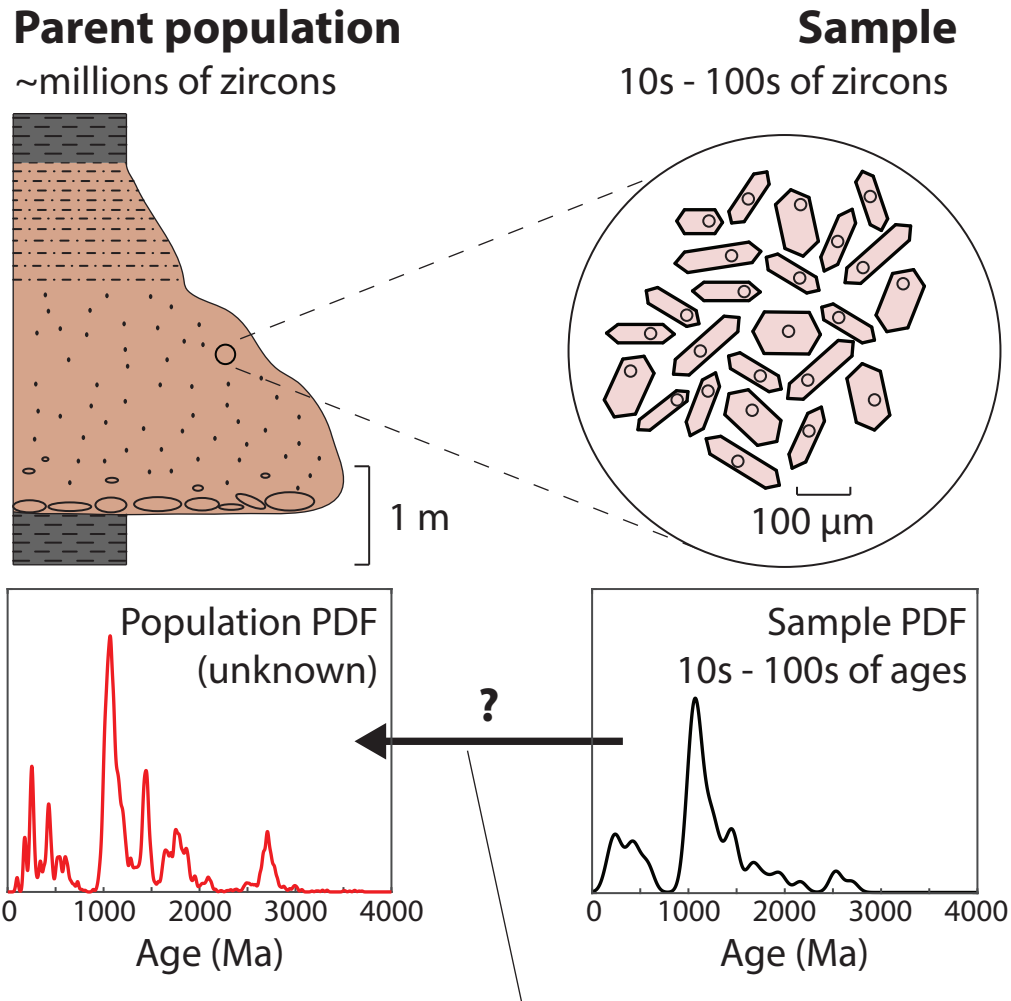 Parent population
~millions of zircons
Sample
10s - 100s of zircons
1 m
100 µm
Population PDF
(unknown)
Sample PDF
10s - 100s of ages
?
0 1000 2000 3000 4000
Age (Ma)
0 1000 2000 3000 4000
Age (Ma)